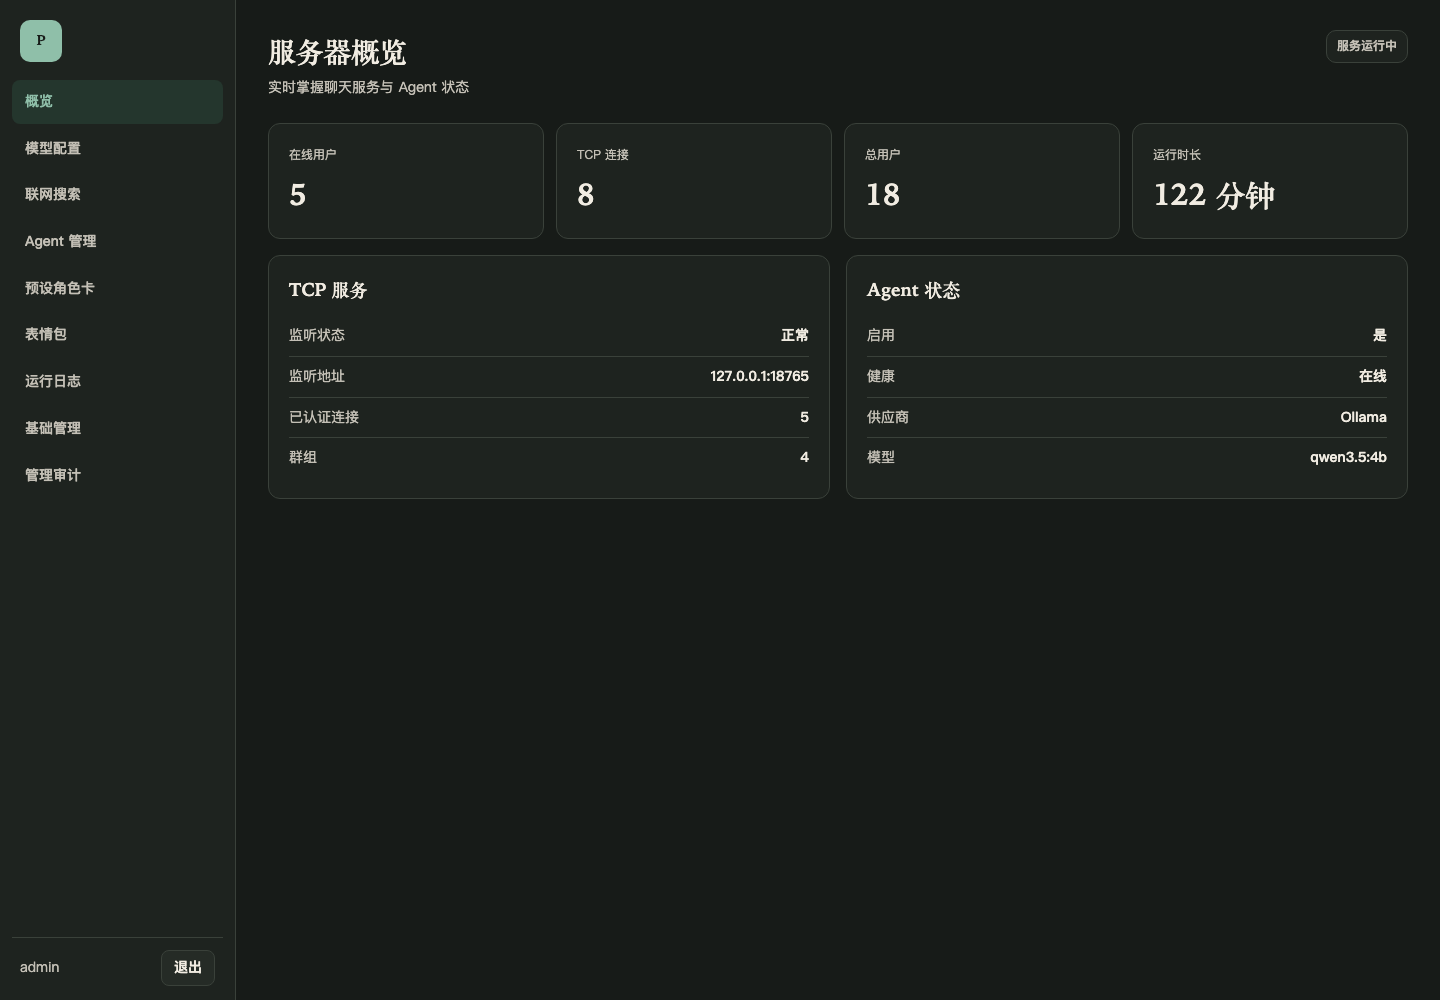 P
概览
模型配置
联网搜索
Agent 管理
预设角色卡
表情包
运行日志
基础管理
管理审计
admin
退出
服务器概览
实时掌握聊天服务与 Agent 状态
服务运行中
在线用户
5
TCP 连接
8
总用户
18
运行时长
122 分钟
TCP 服务
监听状态 正常
监听地址 127.0.0.1:18765
已认证连接 5
群组 4
Agent 状态
启用 是
健康 在线
供应商 Ollama
模型 qwen3.5:4b